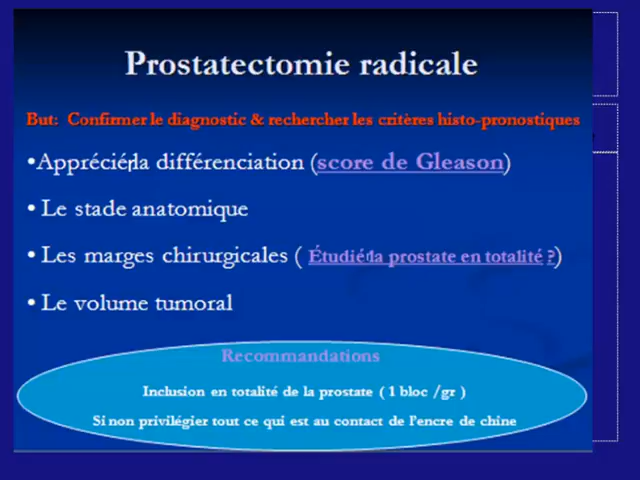 Prostatectomie radicale
But: Confirmer le diagnostic & rechercher les critères histo-pronostiques
•Appréciér la différenciation (score de Gleason)
• Le stade anatomique
• Les marges chirurgicales ( Étudié la prostate en totalité ?)
• Le volume tumoral
Recommandations
Inclusion en totalité de la prostate ( 1 bloc /gr )
Si non privilégier tout ce qui est au contact de l'encre de chine